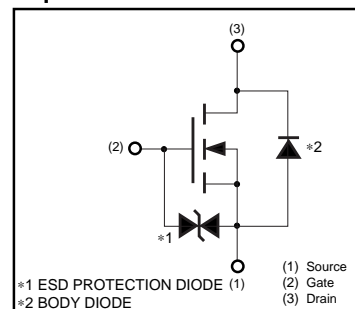 (3)
(2)
*2
*1
*1 ESD PROTECTION DIODE
*2 BODY DIODE
(1)
(1) Source
(2) Gate
(3) Drain